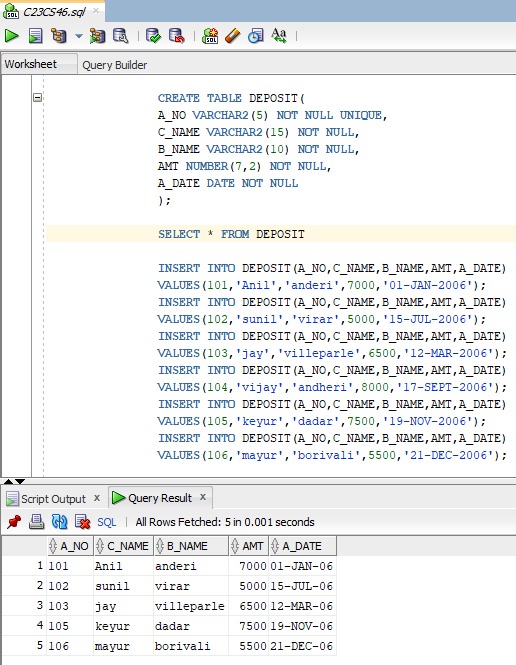 C23CS46.sql
SQL
Aa
Worksheet Query Builder
CREATE TABLE DEPOSIT(
A_NO VARCHAR2(5) NOT NULL UNIQUE,
C_NAME VARCHAR2(15) NOT NULL,
B_NAME VARCHAR2(10) NOT NULL,
AMT NUMBER(7,2) NOT NULL,
A_DATE DATE NOT NULL
);
SELECT * FROM DEPOSIT
INSERT INTO DEPOSIT(A_NO,C_NAME,B_NAME,AMT,A_DATE)
VALUES(101,'Anil','anderi',7000,'01-JAN-2006');
INSERT INTO DEPOSIT(A_NO,C_NAME,B_NAME,AMT,A_DATE)
VALUES(102,'sunil','virar',5000,'15-JUL-2006');
INSERT INTO DEPOSIT(A_NO,C_NAME,B_NAME,AMT,A_DATE)
VALUES(103,'jay','villeparle',6500,'12-MAR-2006');
INSERT INTO DEPOSIT(A_NO,C_NAME,B_NAME,AMT,A_DATE)
VALUES(104,'vijay','andheri',8000,'17-SEPT-2006');
INSERT INTO DEPOSIT(A_NO,C_NAME,B_NAME,AMT,A_DATE)
VALUES(105,'keyur','dadar',7500,'19-NOV-2006');
INSERT INTO DEPOSIT(A_NO,C_NAME,B_NAME,AMT,A_DATE)
VALUES(106,'mayur','borivali',5500,'21-DEC-2006');
Script Output x Query Result x
SQL | All Rows Fetched: 5 in 0.001 seconds
A_NO C_NAME B_NAME AMT A_DATE
1 101 Anil anderi 7000 01-JAN-06
2 102 sunil virar 5000 15-JUL-06
3 103 jay villeparle 6500 12-MAR-06
4 105 keyur dadar 7500 19-NOV-06
5 106 mayur borivali 5500 21-DEC-06